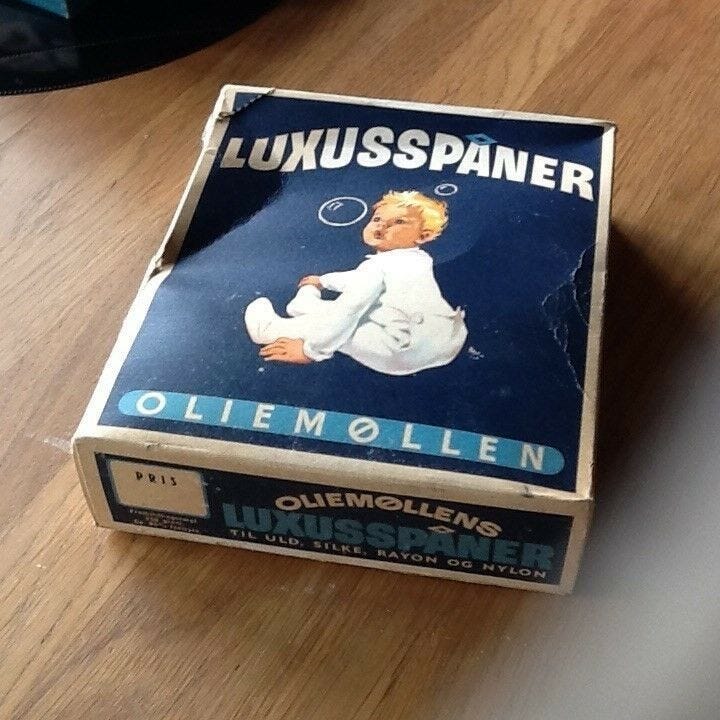 LUXUSSPÅNER
OLIEMØLLEN
PRIS
OLIEMØLLENS
LUXUSSPÅNER
TIL ULD, SILKE, RAYON OG NYLON